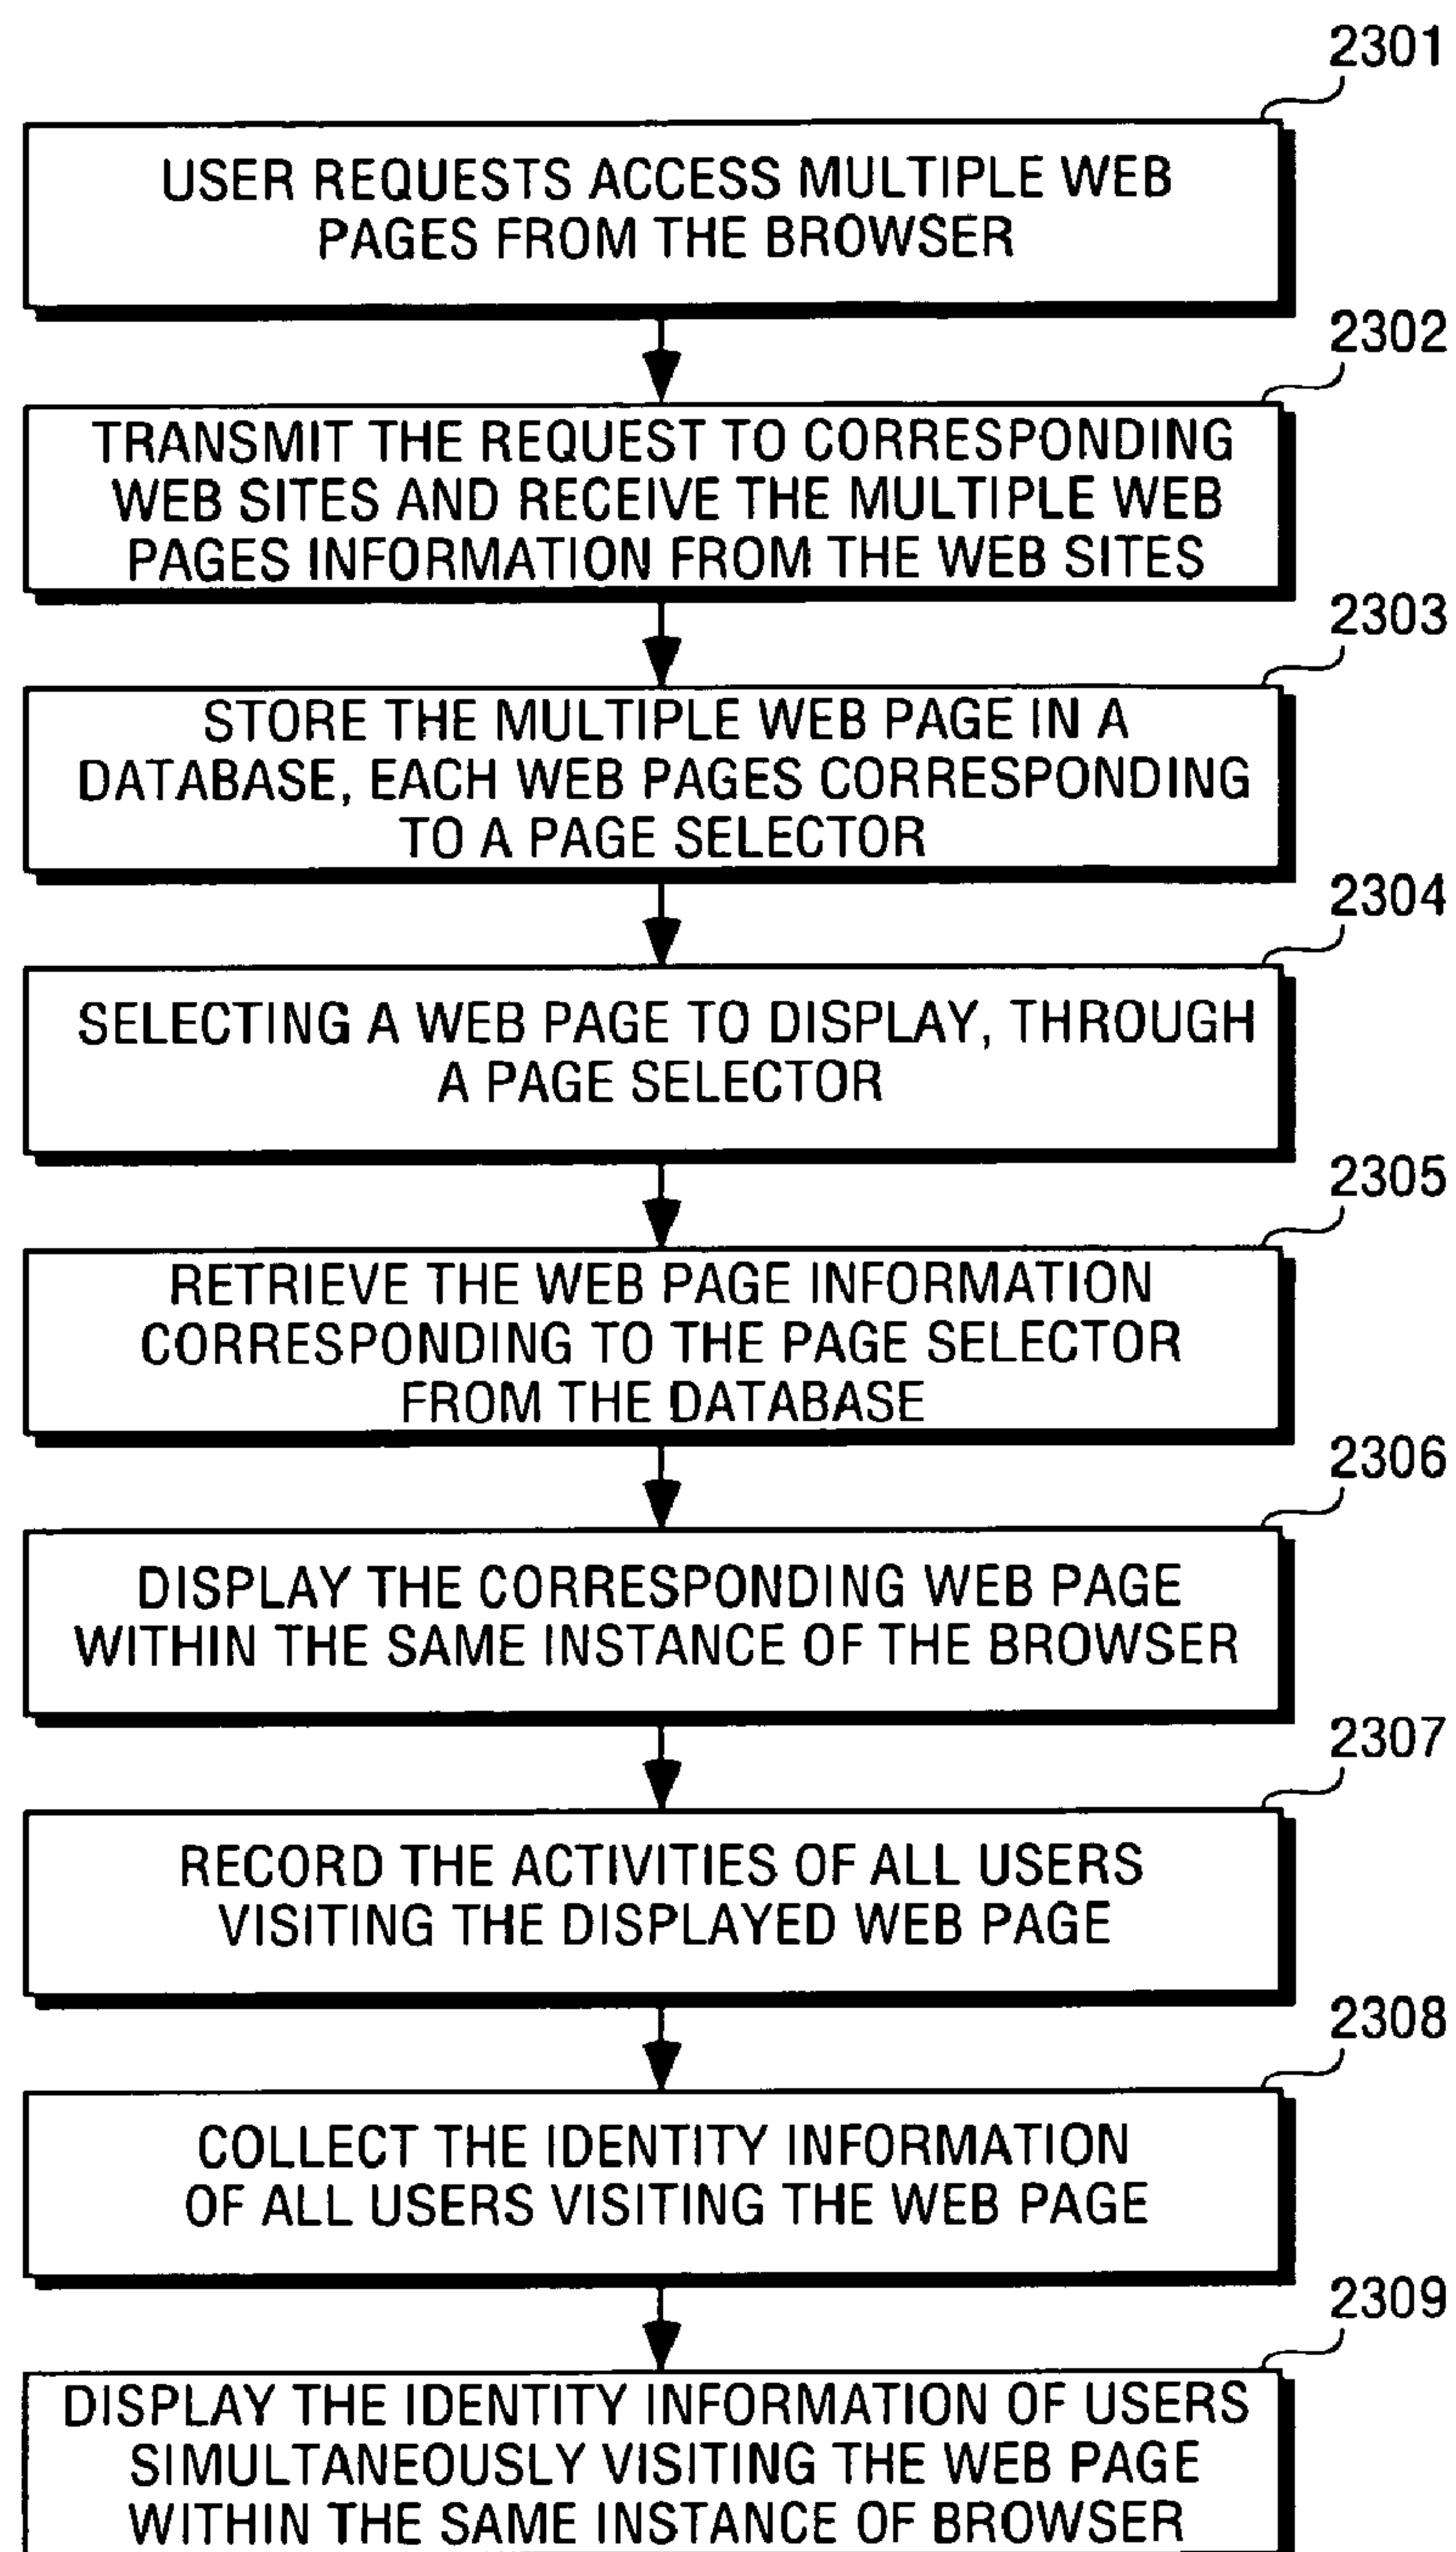 2301
USER REQUESTS ACCESS MULTIPLE WEB
PAGES FROM THE BROWSER
2302
TRANSMIT THE REQUEST TO CORRESPONDING
WEB SITES AND RECEIVE THE MULTIPLE WEB
PAGES INFORMATION FROM THE WEB SITES
2303
STORE THE MULTIPLE WEB PAGE IN A
DATABASE, EACH WEB PAGES CORRESPONDING
TO A PAGE SELECTOR
2304
SELECTING A WEB PAGE TO DISPLAY, THROUGH
A PAGE SELECTOR
2305
RETRIEVE THE WEB PAGE INFORMATION
CORRESPONDING TO THE PAGE SELECTOR
FROM THE DATABASE
2306
DISPLAY THE CORRESPONDING WEB PAGE
WITHIN THE SAME INSTANCE OF THE BROWSER
2307
RECORD THE ACTIVITIES OF ALL USERS
VISITING THE DISPLAYED WEB PAGE
2308
COLLECT THE IDENTITY INFORMATION
OF ALL USERS VISITING THE WEB PAGE
2309
DISPLAY THE IDENTITY INFORMATION OF USERS
SIMULTANEOUSLY VISITING THE WEB PAGE
WITHIN THE SAME INSTANCE OF BROWSER